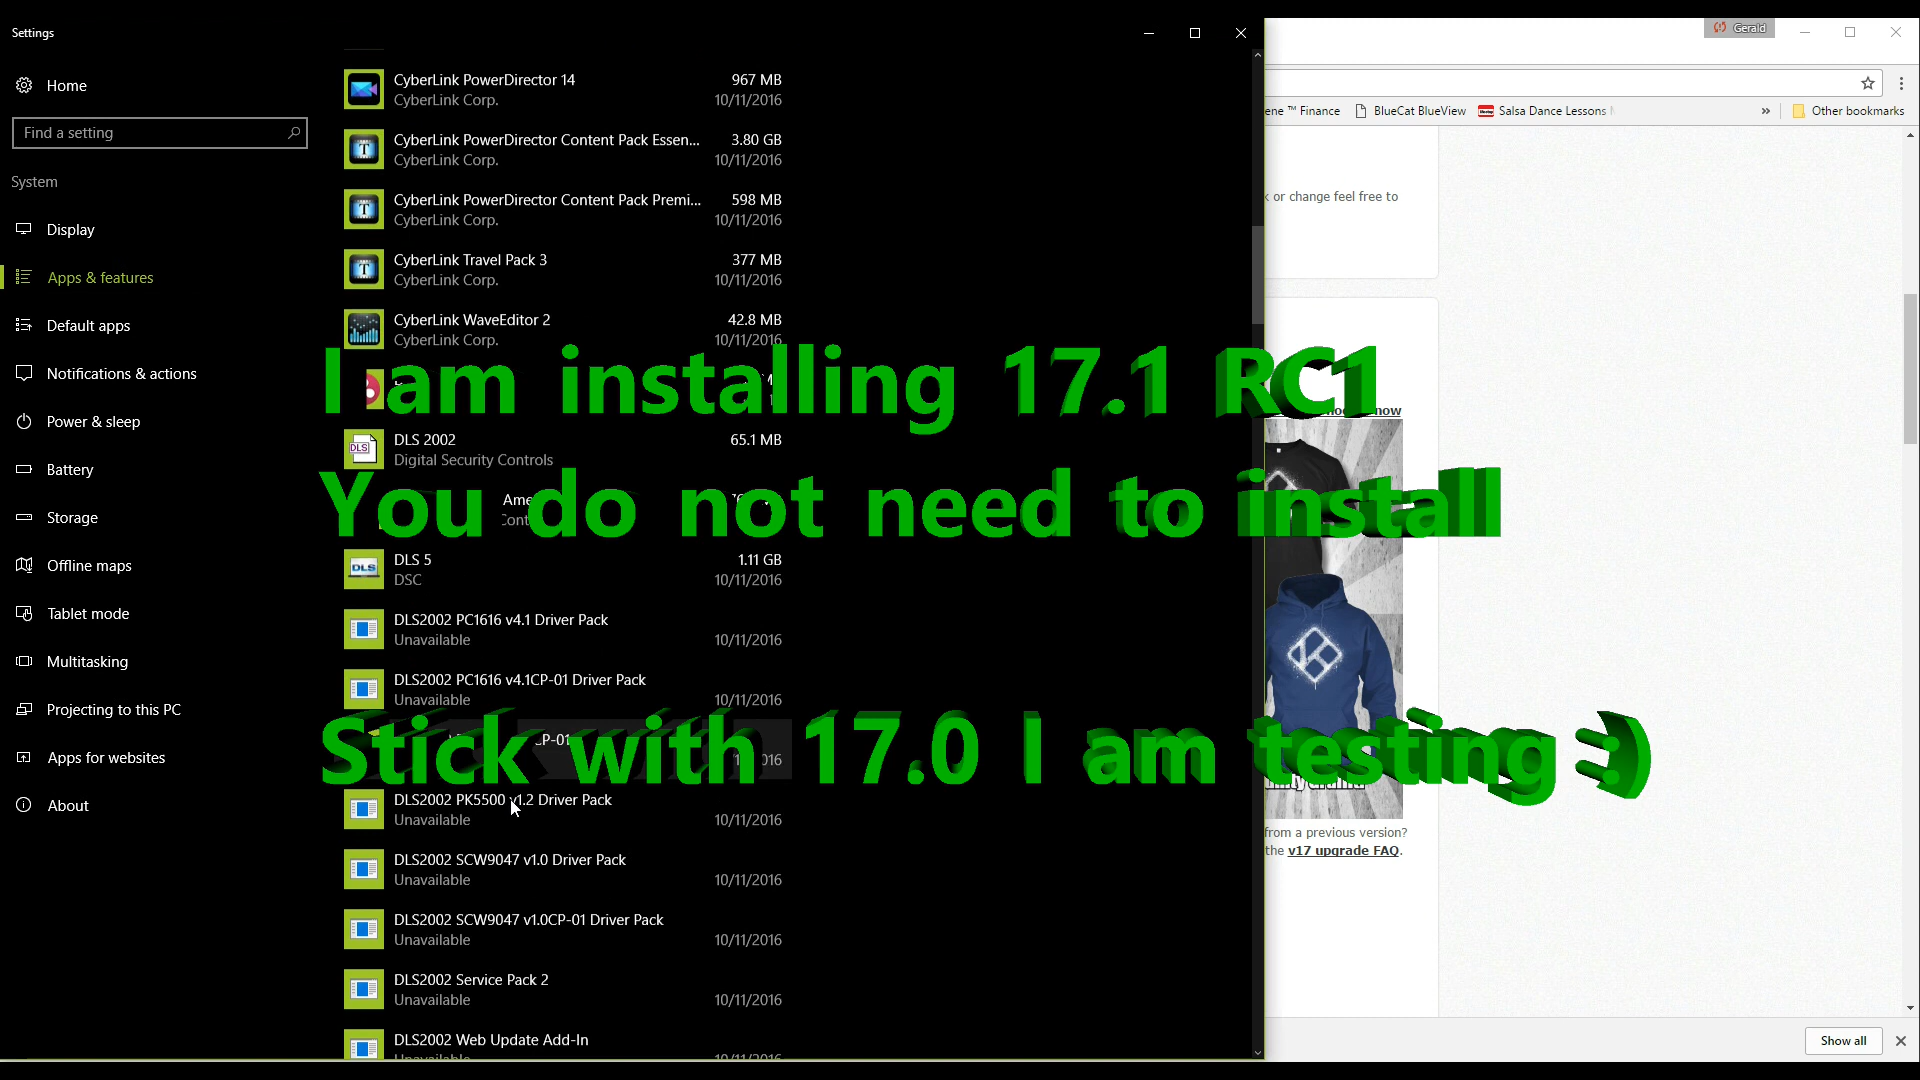 Settings
Gerald
Home
Find a setting
System
Display
Apps & features
Default apps
Notifications & actions
Power & sleep
Battery
Storage
Offline maps
Tablet mode
Multitasking
Projecting to this PC
Apps for websites
About
CyberLink PowerDirector 14 967 MB
CyberLink Corp. 10/11/2016
CyberLink PowerDirector Content Pack Essen... 3.80 GB
CyberLink Corp. 10/11/2016
CyberLink PowerDirector Content Pack Premi... 598 MB
CyberLink Corp. 10/11/2016
CyberLink Travel Pack 3 377 MB
CyberLink Corp. 10/11/2016
CyberLink WaveEditor 2 42.8 MB
CyberLink Corp. 10/11/2016
I am installing 17.1 RC1
DLS 2002 65.1 MB
Digital Security Controls
You do not need to install
DLS 5 1.11 GB
DSC 10/11/2016
DLS2002 PC1616 v4.1 Driver Pack
Unavailable 10/11/2016
DLS2002 PC1616 v4.1CP-01 Driver Pack
Unavailable 10/11/2016
Stick with 17.0 I am testing :)
DLS2002 PK5500 v1.2 Driver Pack
Unavailable 10/11/2016
DLS2002 SCW9047 v1.0 Driver Pack
Unavailable 10/11/2016
DLS2002 SCW9047 v1.0CP-01 Driver Pack
Unavailable 10/11/2016
DLS2002 Service Pack 2
Unavailable 10/11/2016
DLS2002 Web Update Add-In
Finance
BlueCat BlueView
Salsa Dance Lessons
»
Other bookmarks
or change feel free to
from a previous version?
the v17 upgrade FAQ.
Show all